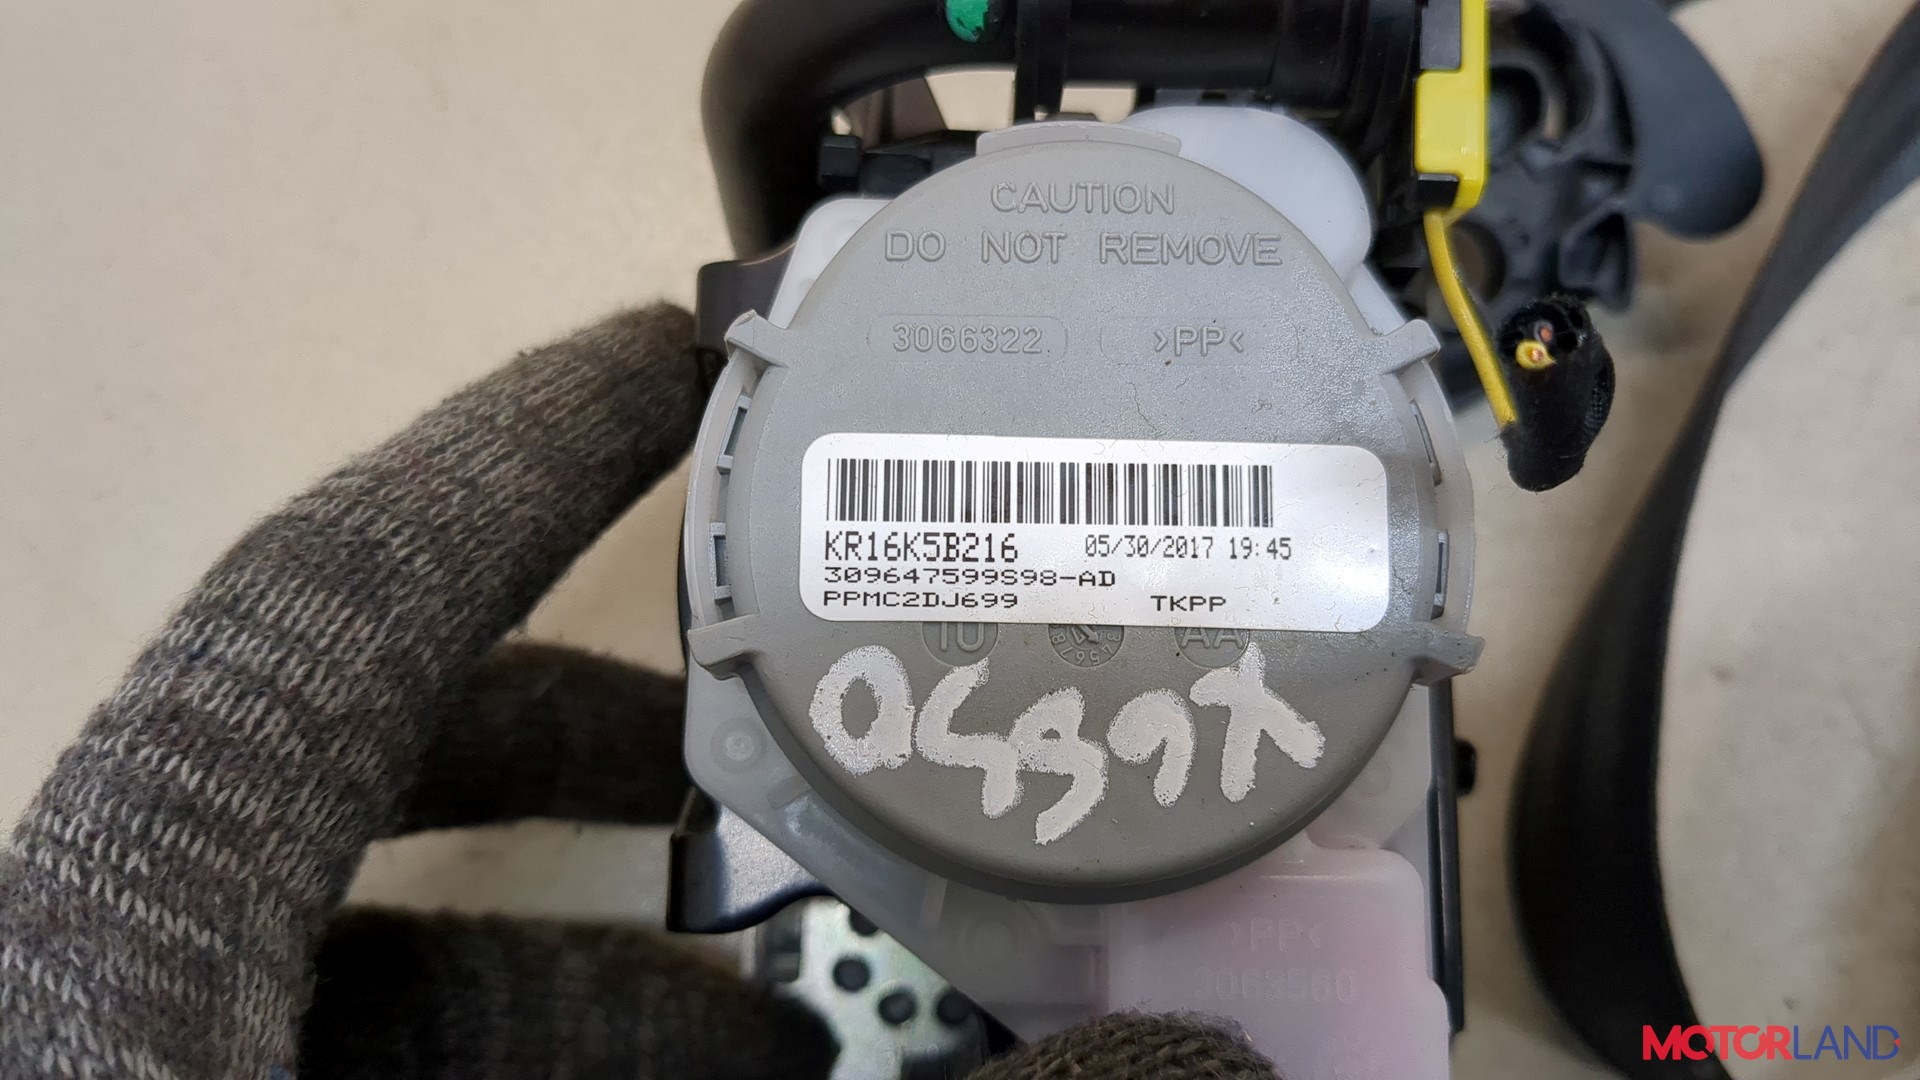 CAUTION
DO NOT REMOVE
3066322 >PP<
KR16K5B216 05/30/2017 19:45
309647599S98-AD
PPMC2DJ699 TKPP
10 AA
>PP<
MOTORLAND